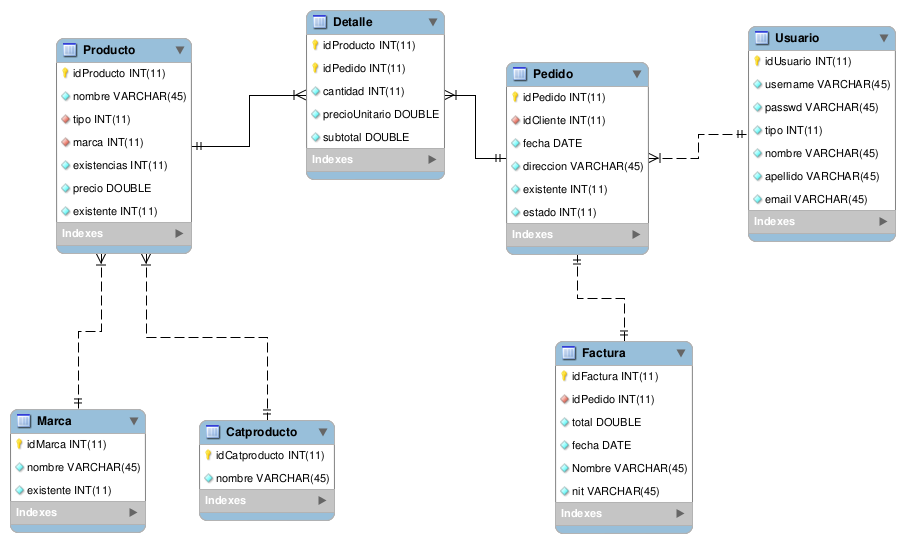 Producto
idProducto INT(11)
nombre VARCHAR(45)
tipo INT(11)
marca INT(11)
existencias INT(11)
precio DOUBLE
existente INT(11)
Indexes
Detalle
idProducto INT(11)
idPedido INT(11)
cantidad INT(11)
precioUnitario DOUBLE
subtotal DOUBLE
Indexes
Pedido
idPedido INT(11)
idCliente INT(11)
fecha DATE
direccion VARCHAR(45)
existente INT(11)
estado INT(11)
Indexes
Usuario
idUsuario INT(11)
username VARCHAR(45)
passwd VARCHAR(45)
tipo INT(11)
nombre VARCHAR(45)
apellido VARCHAR(45)
email VARCHAR(45)
Indexes
Marca
idMarca INT(11)
nombre VARCHAR(45)
existente INT(11)
Indexes
Catproducto
idCatproducto INT(11)
nombre VARCHAR(45)
Indexes
Factura
idFactura INT(11)
idPedido INT(11)
total DOUBLE
fecha DATE
Nombre VARCHAR(45)
nit VARCHAR(45)
Indexes